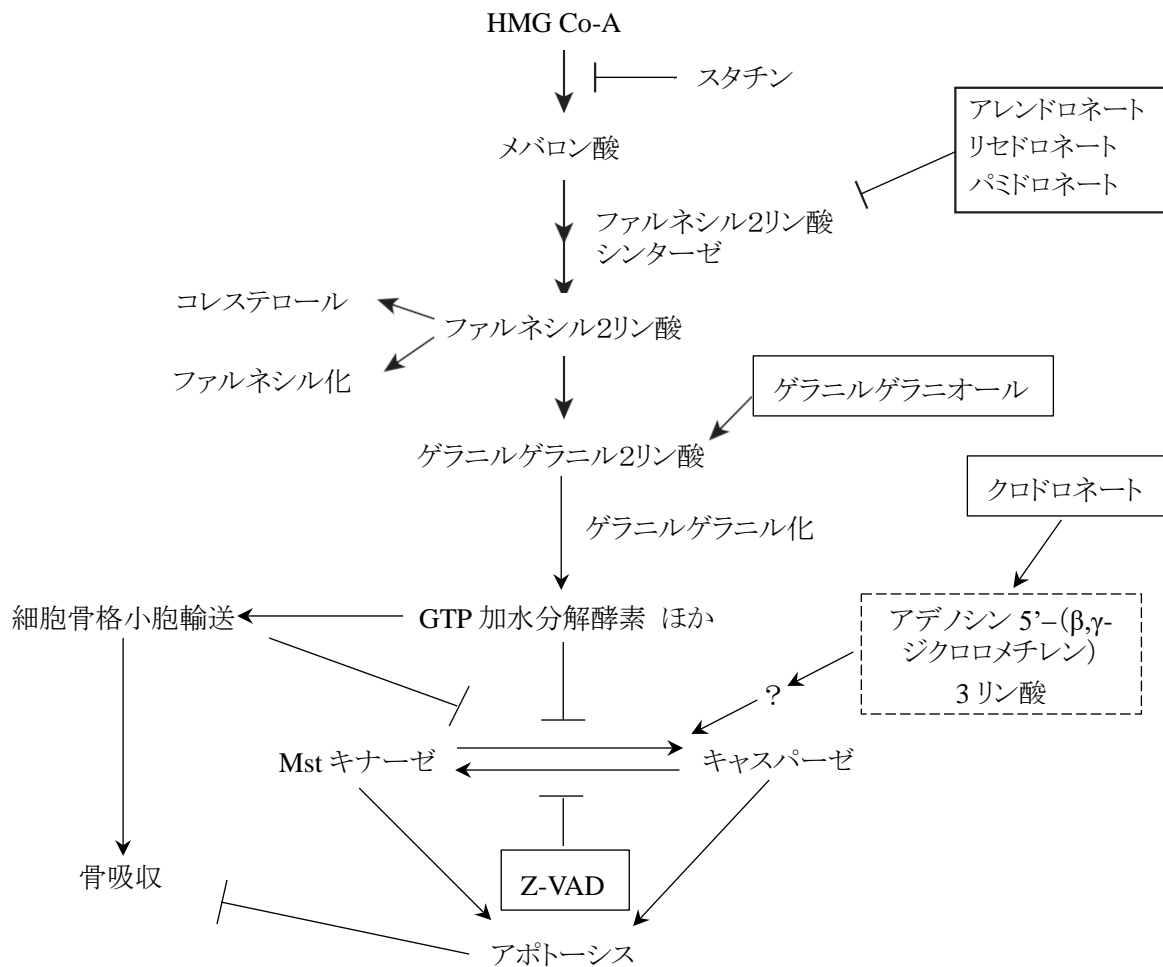 HMG Co-A
スタチン
アレンドロネート
リセドロネート
パミドロネート
メバロン酸
ファルネシル2リン酸
シンターゼ
コレステロール
ファルネシル2リン酸
ファルネシル化
ゲラニルゲラニオール
ゲラニルゲラニル2リン酸
クロドロネート
ゲラニルゲラニル化
細胞骨格小胞輸送
GTP 加水分解酵素 ほか
アデノシン 5’–(β,γ-
ジクロロメチレン)
3 リン酸
?
Mst キナーゼ
キャスパーゼ
骨吸収
Z-VAD
アポトーシス